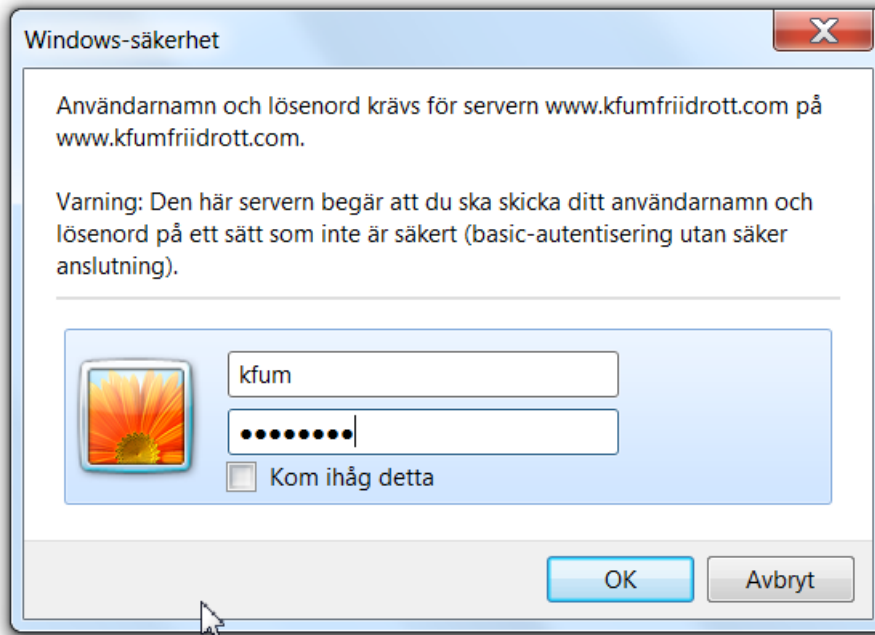 Windows-säkerhet
Användarnamn och lösenord krävs för servern www.kfumfriidrott.com på
www.kfumfriidrott.com.
Varning: Den här servern begär att du ska skicka ditt användarnamn och
lösenord på ett sätt som inte är säkert (basic-autentisering utan säker
anslutning).
kfum
●●●●●●●●
Kom ihåg detta
OK
Avbryt